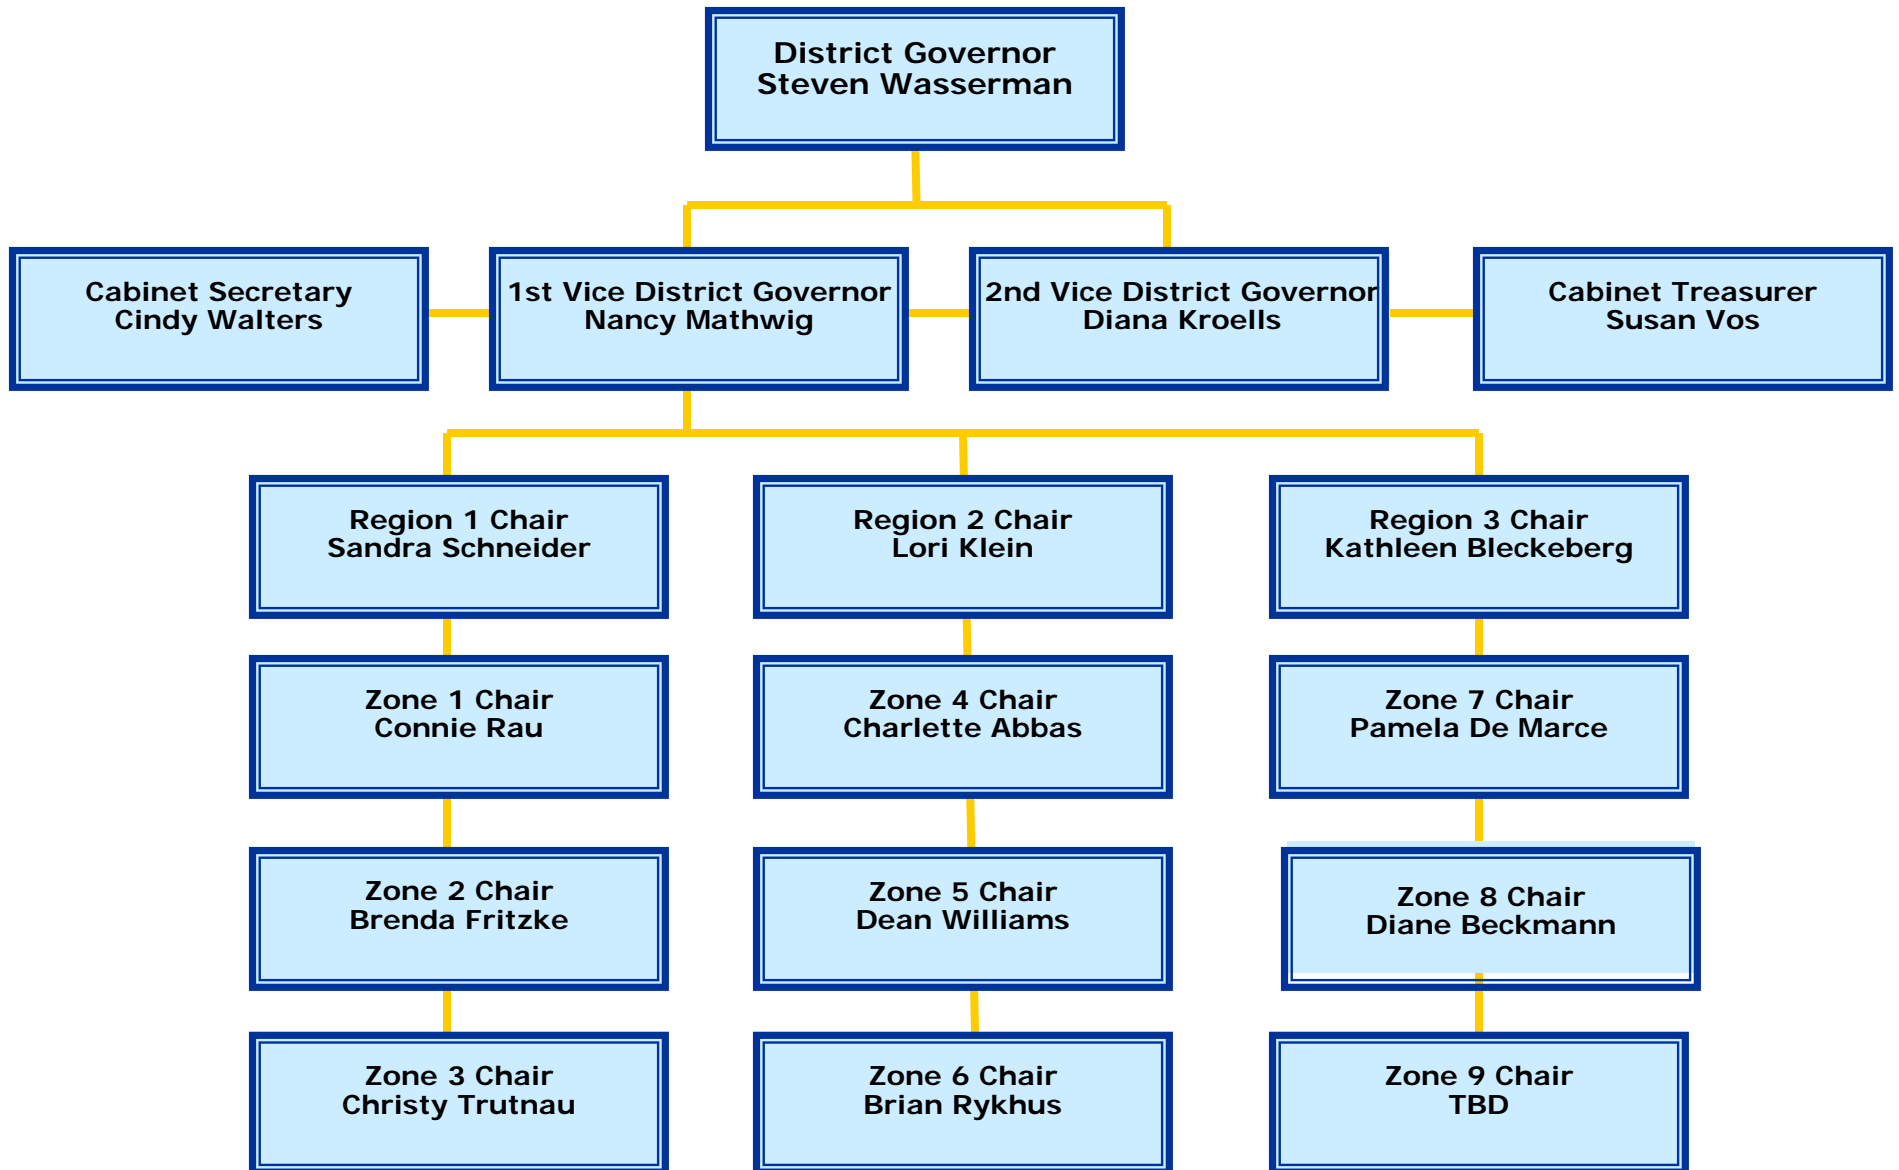 District Governor
Steven Wasserman
Cabinet Secretary
Cindy Walters
1st Vice District Governor
Nancy Mathwig
2nd Vice District Governor
Diana Kroells
Cabinet Treasurer
Susan Vos
Region 1 Chair
Sandra Schneider
Region 2 Chair
Lori Klein
Region 3 Chair
Kathleen Bleckeberg
Zone 1 Chair
Connie Rau
Zone 4 Chair
Charlette Abbas
Zone 7 Chair
Pamela De Marce
Zone 2 Chair
Brenda Fritzke
Zone 5 Chair
Dean Williams
Zone 8 Chair
Diane Beckmann
Zone 3 Chair
Christy Trutnau
Zone 6 Chair
Brian Rykhus
Zone 9 Chair
TBD